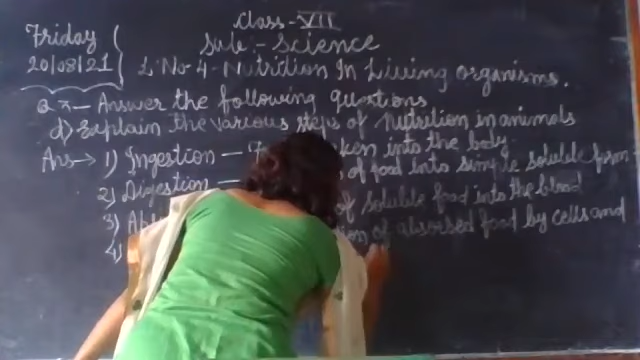 Class - VII
Friday
Sub:- Science
20/08/21
L.No-4-Nutrition In Living organisms.
Q3- Answer the following questions
d) Explain the various steps of nutrition in animals
Ans→ 1) Ingestion - into the body.
2) Digestion - of food into simple soluble form
3) of soluble food into the blood
4) of absorbed food by cells and